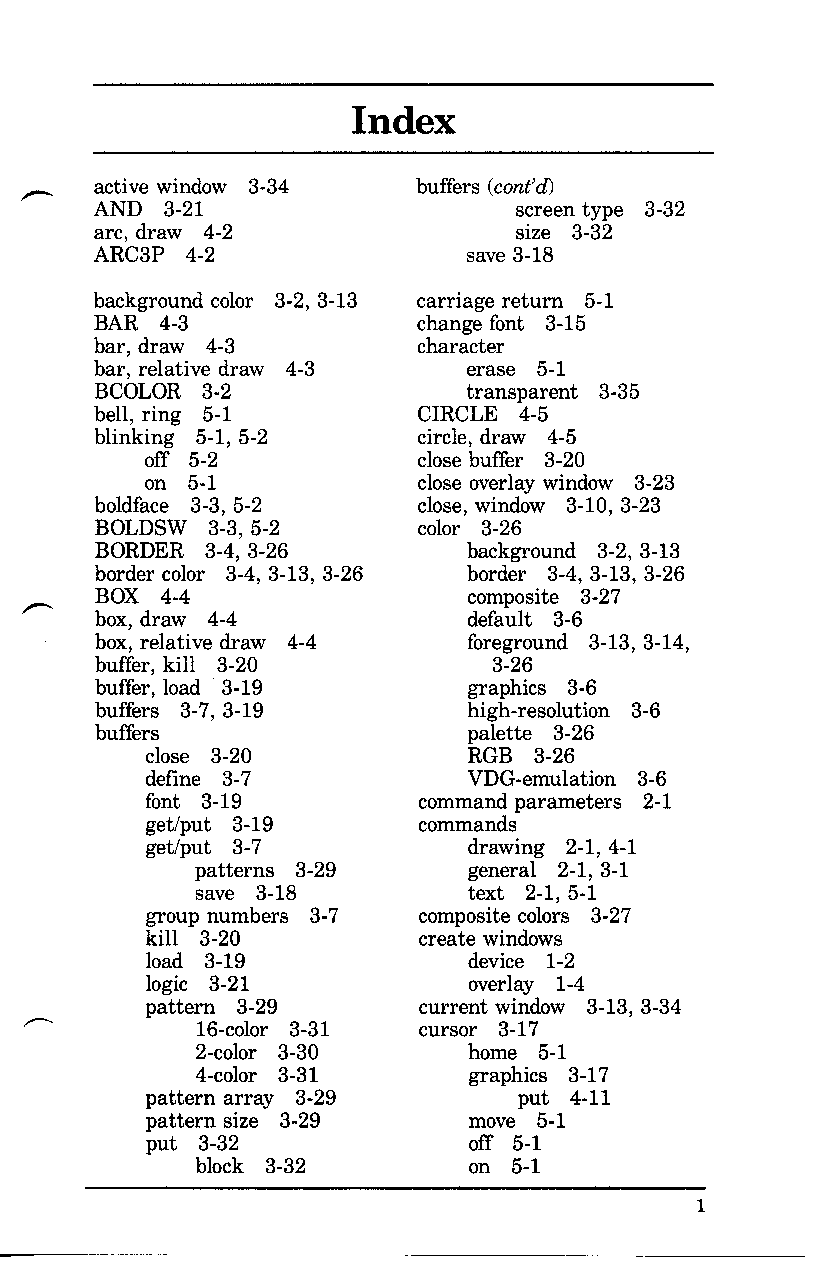 Index
active window 3-34
AND 3-21
arc, draw 4-2
ARC3P 4-2
background color 3-2, 3-13
BAR 4-3
bar, draw 4-3
bar, relative draw 4-3
BCOLOR 3-2
bell, ring 5-1
blinking 5-1, 5-2
off 5-2
on 5-1
boldface 3-3, 5-2
BOLDSW 3-3, 5-2
BORDER 3-4, 3-26
border color 3-4, 3-13, 3-26
BOX 4-4
box, draw 4-4
box, relative draw 4-4
buffer, kill 3-20
buffer, load 3-19
buffers 3-7, 3-19
buffers
close 3-20
define 3-7
font 3-19
get/put 3-19
get/put 3-7
patterns 3-29
save 3-18
group numbers 3-7
kill 3-20
load 3-19
logic 3-21
pattern 3-29
16-color 3-31
2-color 3-30
4-color 3-31
pattern array 3-29
pattern size 3-29
put 3-32
block 3-32
buffers (cont'd)
screen type 3-32
size 3-32
save 3-18
carriage return 5-1
change font 3-15
character
erase 5-1
transparent 3-35
CIRCLE 4-5
circle, draw 4-5
close buffer 3-20
close overlay window 3-23
close, window 3-10, 3-23
color 3-26
background 3-2, 3-13
border 3-4, 3-13, 3-26
composite 3-27
default 3-6
foreground 3-13, 3-14,
3-26
graphics 3-6
high-resolution 3-6
palette 3-26
RGB 3-26
VDG-emulation 3-6
command parameters 2-1
commands
drawing 2-1, 4-1
general 2-1, 3-1
text 2-1, 5-1
composite colors 3-27
create windows
device 1-2
overlay 1-4
current window 3-13, 3-34
cursor 3-17
home 5-1
graphics 3-17
put 4-11
move 5-1
off 5-1
on 5-1
1